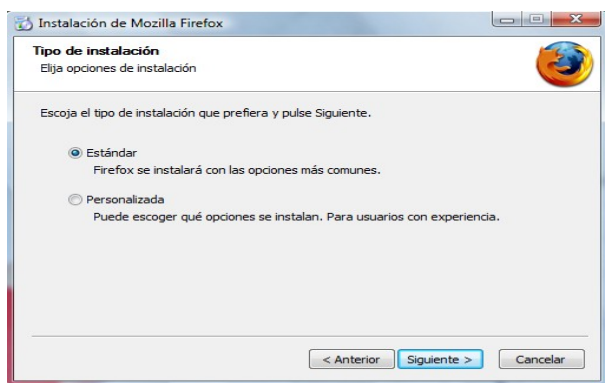 Instalación de Mozilla Firefox
Tipo de instalación
Elija opciones de instalación
Escoja el tipo de instalación que prefiera y pulse Siguiente.
Estándar
Firefox se instalará con las opciones más comunes.
Personalizada
Puede escoger qué opciones se instalan. Para usuarios con experiencia.
< Anterior Siguiente > Cancelar